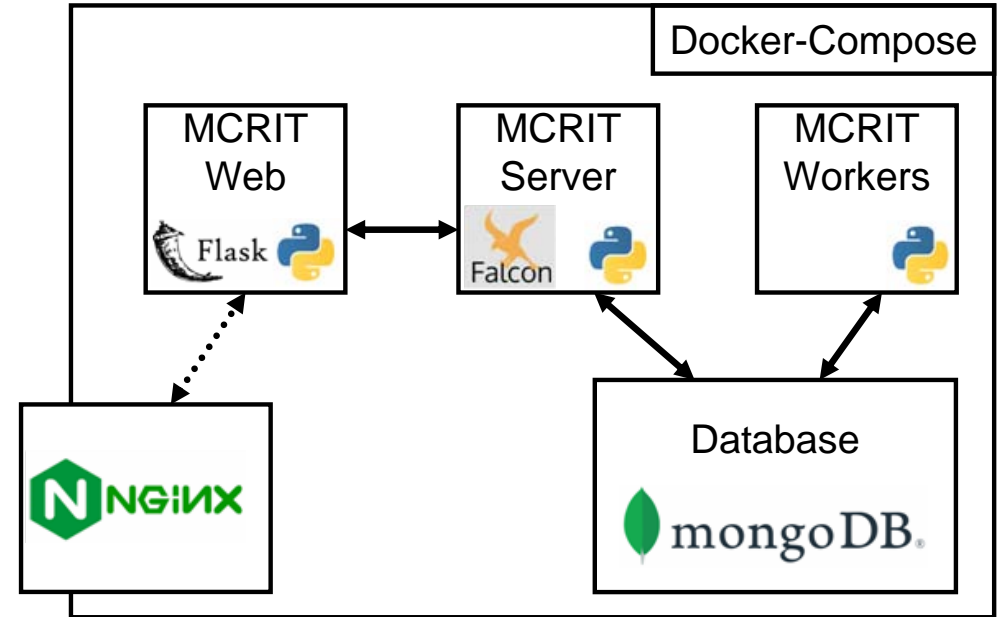 Docker-Compose
MCRIT
Web
Flask
MCRIT
Server
Falcon
MCRIT
Workers
N NGiNX
Database
mongoDB®